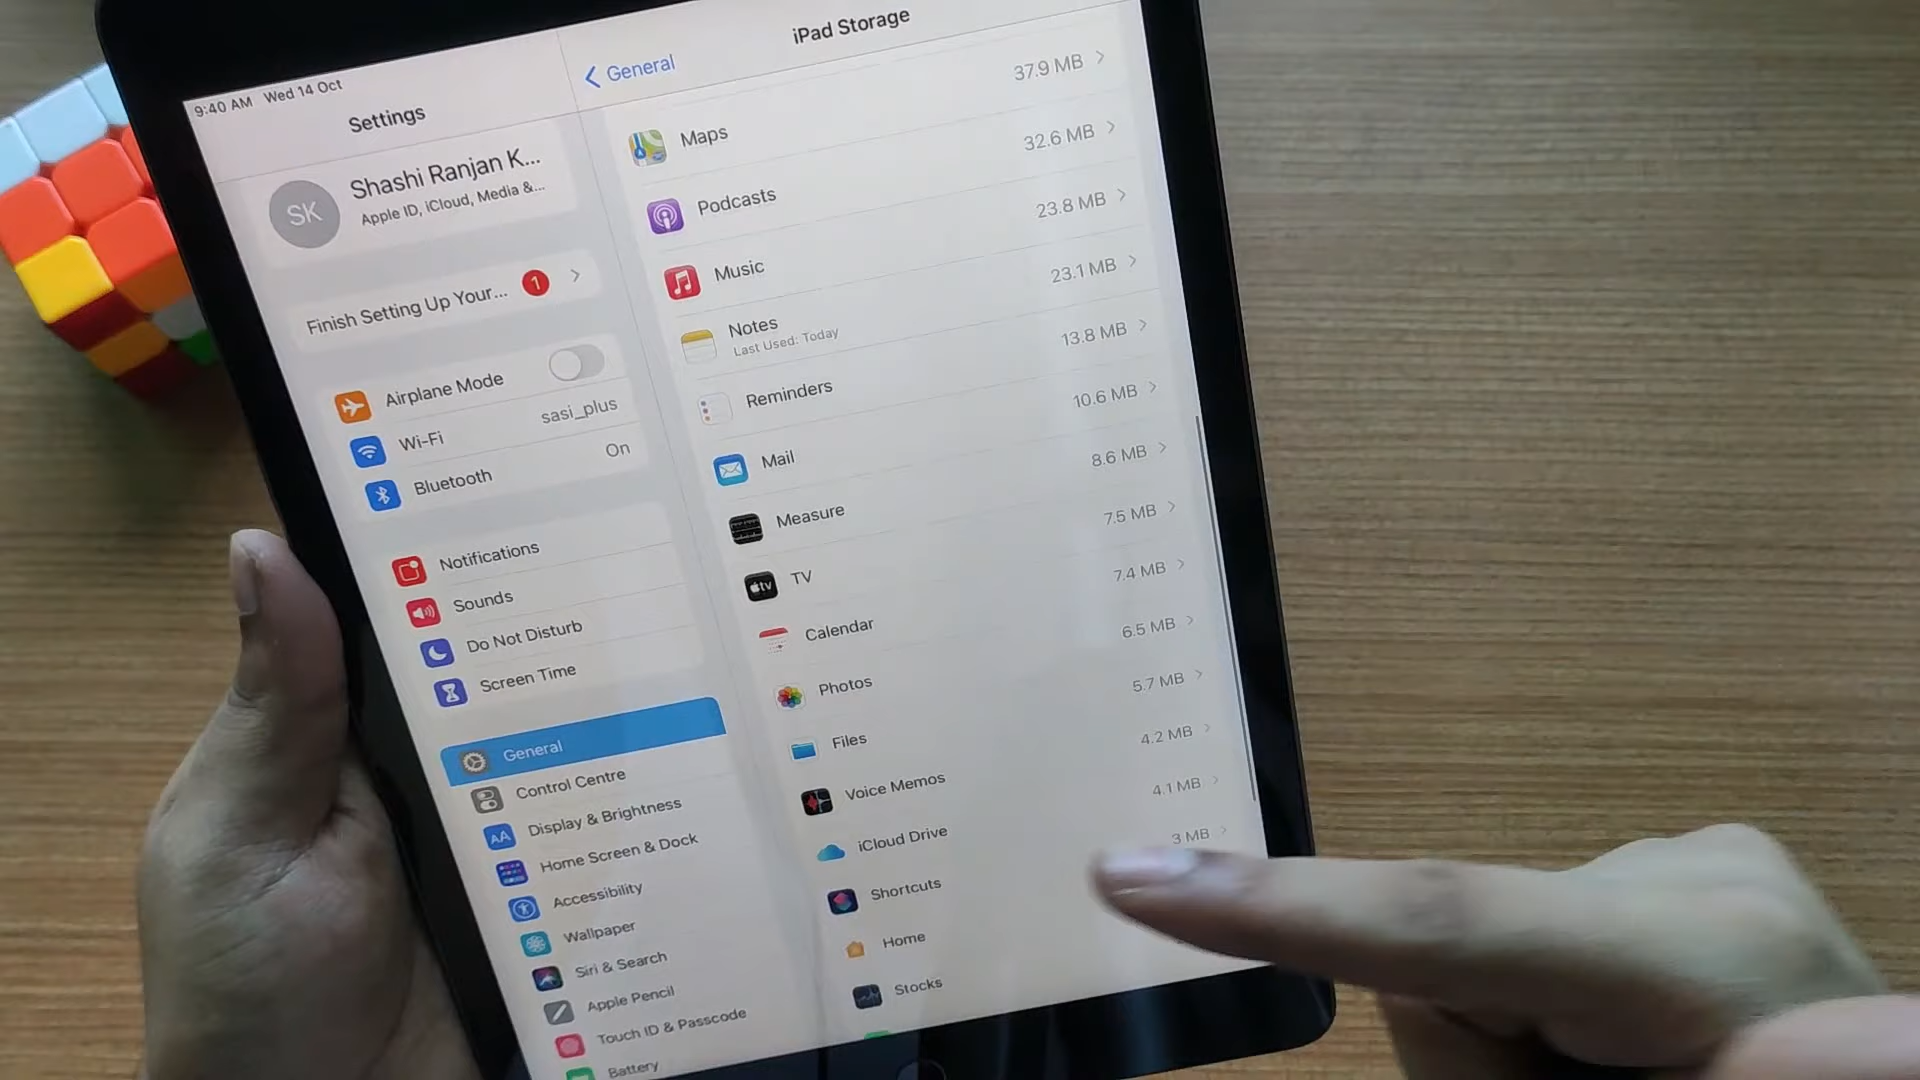 9:40 AM Wed 14 Oct
Settings
SK
Shashi Ranjan K...
Apple ID, iCloud, Media &...
Finish Setting Up Your... 1
Airplane Mode
Wi-Fi sasi_plus
Bluetooth On
Notifications
Sounds
Do Not Disturb
Screen Time
General
Control Centre
AA Display & Brightness
Home Screen & Dock
Accessibility
Wallpaper
Siri & Search
Apple Pencil
Touch ID & Passcode
Battery
General
iPad Storage
37.9 MB
Maps
32.6 MB
Podcasts
23.8 MB
Music
23.1 MB
Notes
Last Used: Today
13.8 MB
Reminders
10.6 MB
Mail
8.6 MB
Measure
7.5 MB
tv TV
7.4 MB
Calendar
6.5 MB
Photos
5.7 MB
Files
4.2 MB
Voice Memos
4.1 MB
iCloud Drive
3 MB
Shortcuts
Home
Stocks